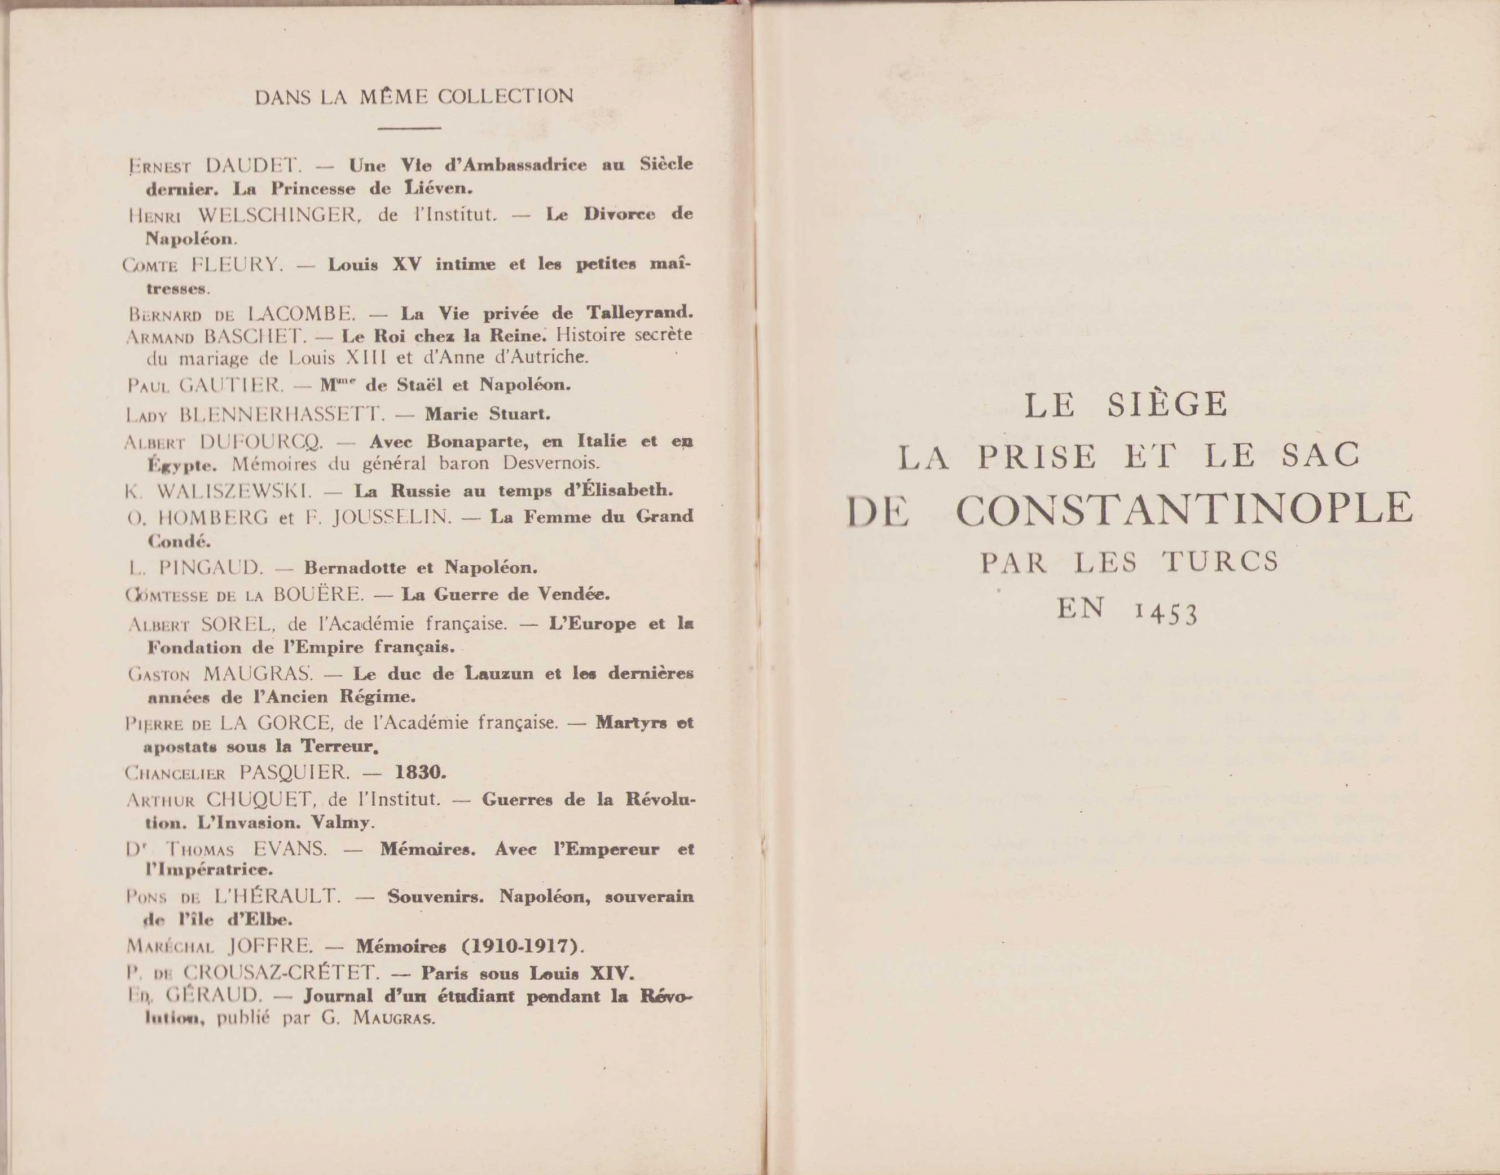 DANS LA MÊME COLLECTION
ERNEST DAUDET. — Une Vie d'Ambassadrice au Siècle
dernier. La Princesse de Liéven.
HENRI WELSCHINGER, de l'Institut. — Le Divorce de
Napoléon.
COMTE FLEURY. — Louis XV intime et les petites maî-
tresses.
BERNARD DE LACOMBE. — La Vie privée de Talleyrand.
ARMAND BASCHET. — Le Roi chez la Reine. Histoire secrète
du mariage de Louis XIII et d'Anne d'Autriche.
PAUL GAUTIER. — Mme de Staël et Napoléon.
LADY BLENNERHASSETT. — Marie Stuart.
ALBERT DUFOURCQ. — Avec Bonaparte, en Italie et en
Égypte. Mémoires du général baron Desvernois.
K. WALISZEWSKI. — La Russie au temps d'Élisabeth.
O. HOMBERG et F. JOUSSELIN. — La Femme du Grand
Condé.
L. PINGAUD. — Bernadotte et Napoléon.
COMTESSE DE LA BOUËRE. — La Guerre de Vendée.
ALBERT SOREL, de l'Académie française. — L'Europe et la
Fondation de l'Empire français.
GASTON MAUGRAS. — Le duc de Lauzun et les dernières
années de l'Ancien Régime.
PIERRE DE LA GORCE, de l'Académie française. — Martyrs et
apostats sous la Terreur.
CHANCELIER PASQUIER. — 1830.
ARTHUR CHUQUET, de l'Institut. — Guerres de la Révolu-
tion. L'Invasion. Valmy.
Dr THOMAS EVANS. — Mémoires. Avec l'Empereur et
l'Impératrice.
PONS DE L'HÉRAULT. — Souvenirs. Napoléon, souverain
de l'île d'Elbe.
MARÉCHAL JOFFRE. — Mémoires (1910-1917).
P. DE CROUSAZ-CRÉTET. — Paris sous Louis XIV.
ED. GÉRAUD. — Journal d'un étudiant pendant la Révo-
lution, publié par G. MAUGRAS.
LE SIÈGE
LA PRISE ET LE SAC
DE CONSTANTINOPLE
PAR LES TURCS
EN 1453